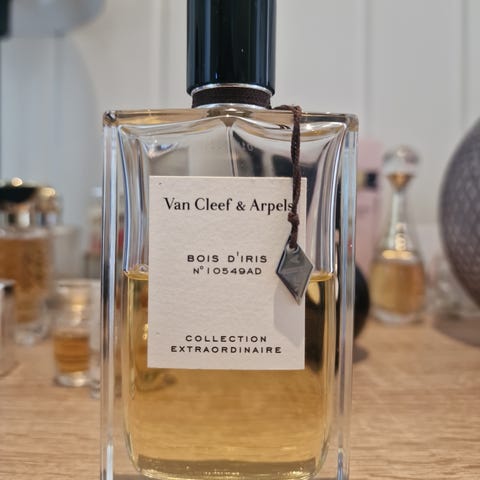 Van Cleef & Arpels
BOIS D'IRIS
N°10549AD
COLLECTION
EXTRAORDINAIRE